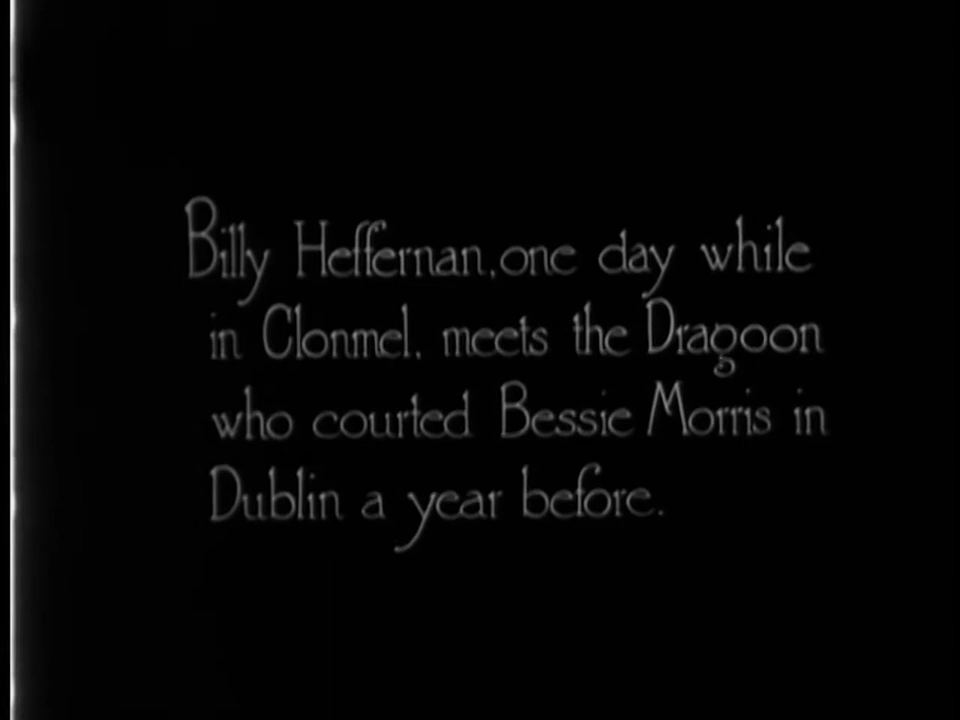 Billy Heffernan, one day while
in Clonmel, meets the Dragoon
who courted Bessie Morris in
Dublin a year before.